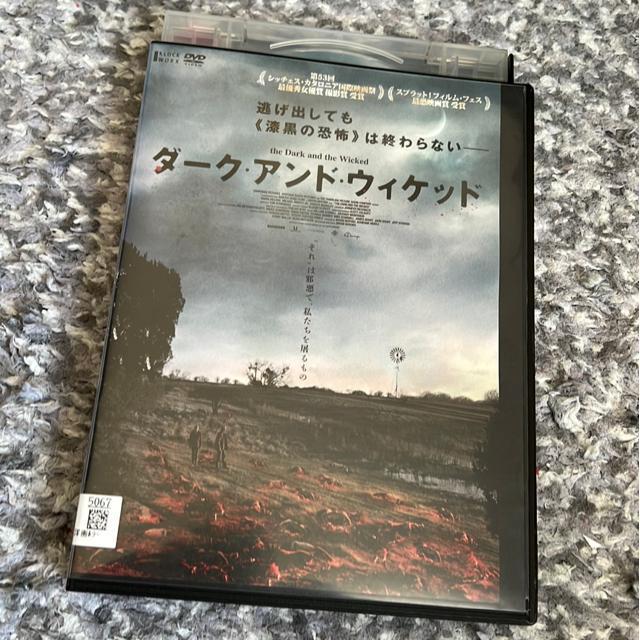 KLOCK
WORX
DVD
VIDEO
第53回
シッチェス・カタロニア国際映画祭
最優秀女優賞 撮影賞 受賞
スプラット!フィルム・フェス
最恐映画賞 受賞
逃げ出しても
《漆黒の恐怖》は終わらない──
the Dark and the Wicked
ダーク・アンド・ウィケッド
“それ”は邪悪で、私たちを屠るもの
5067